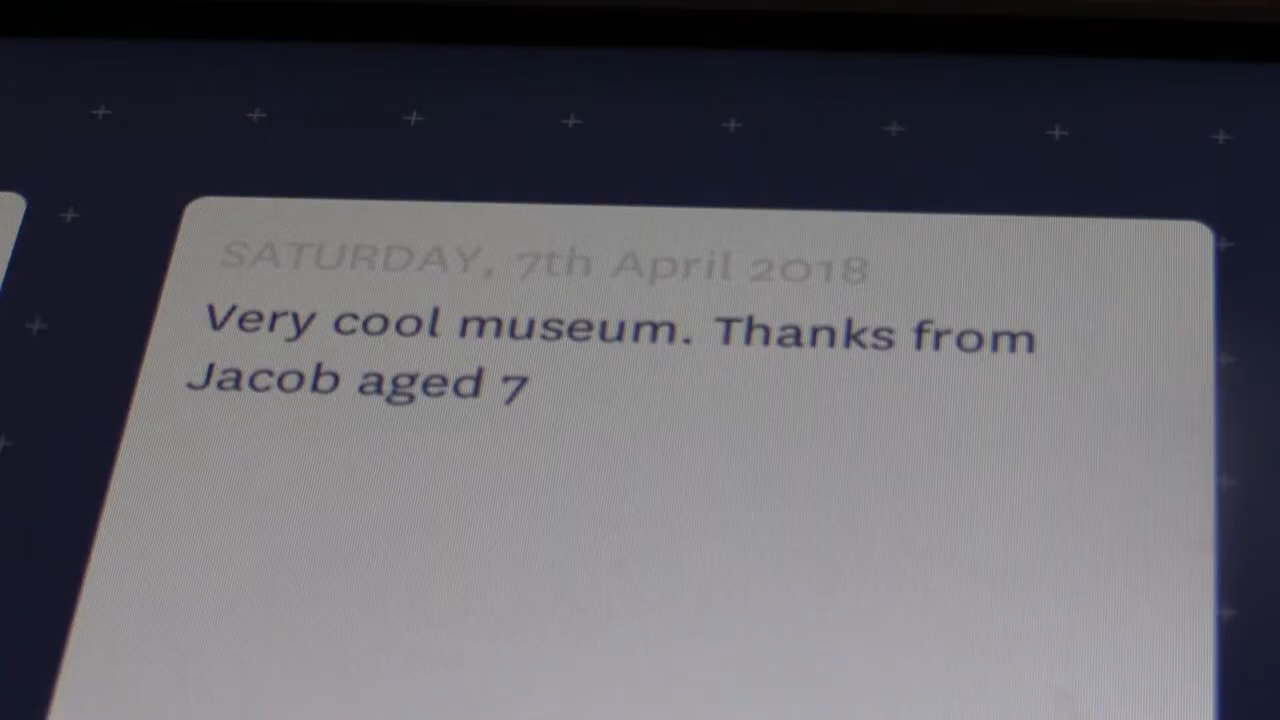 SATURDAY, 7th April 2018
Very cool museum. Thanks from
Jacob aged 7